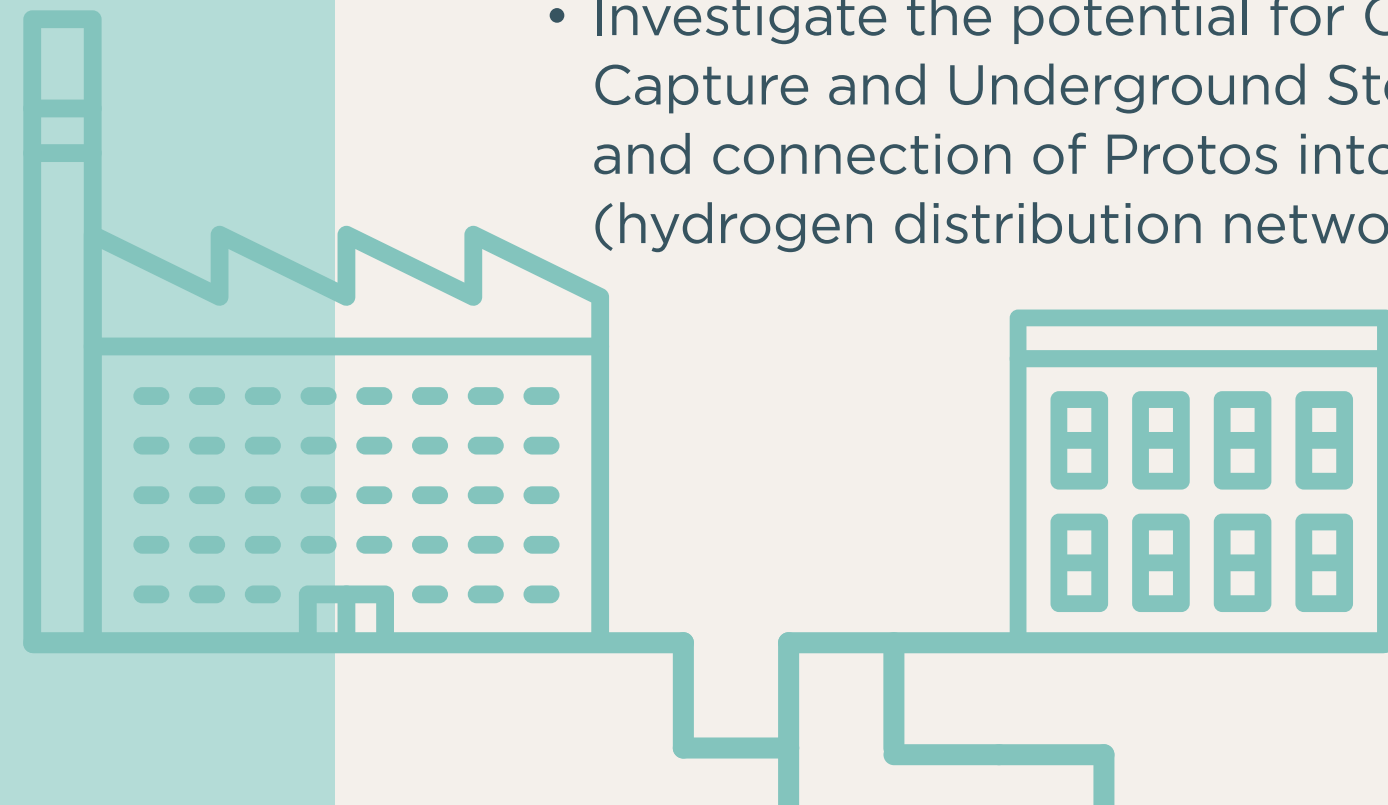 • Investigate the potential for
Capture and Underground
and connection of Protos into
(hydrogen distribution